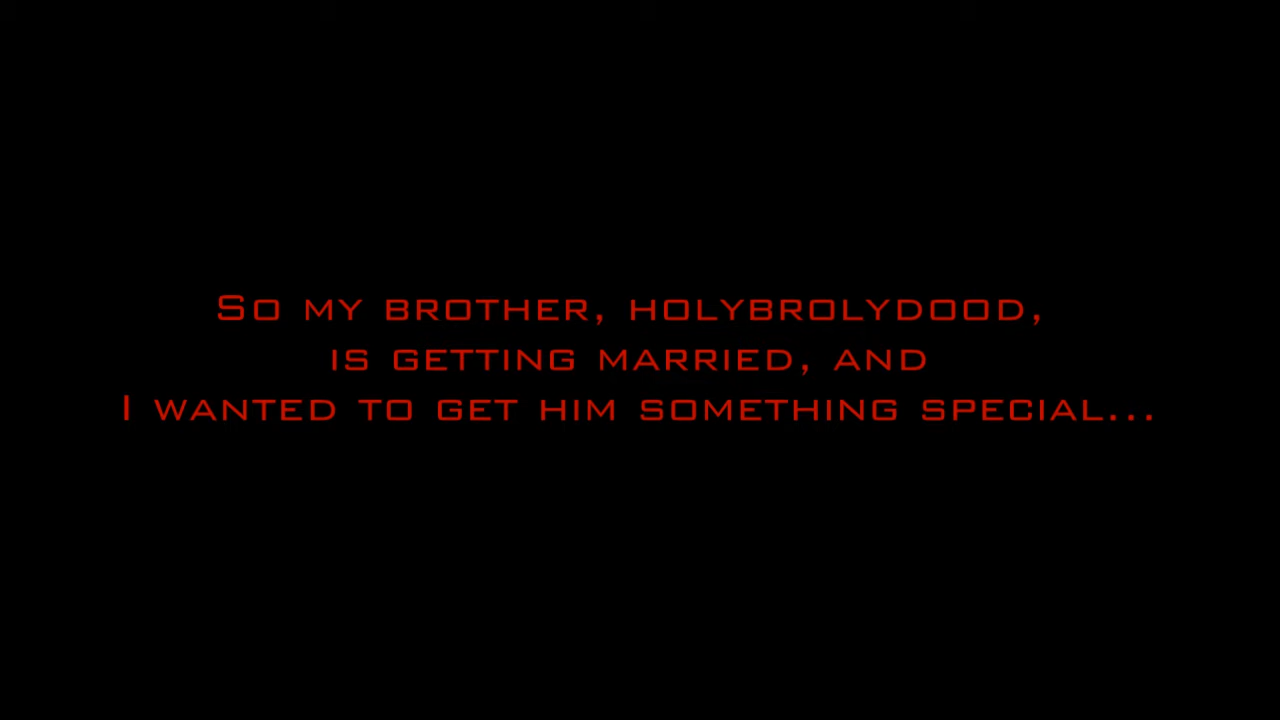 So my brother, holybrolydood,
is getting married, and
I wanted to get him something special...